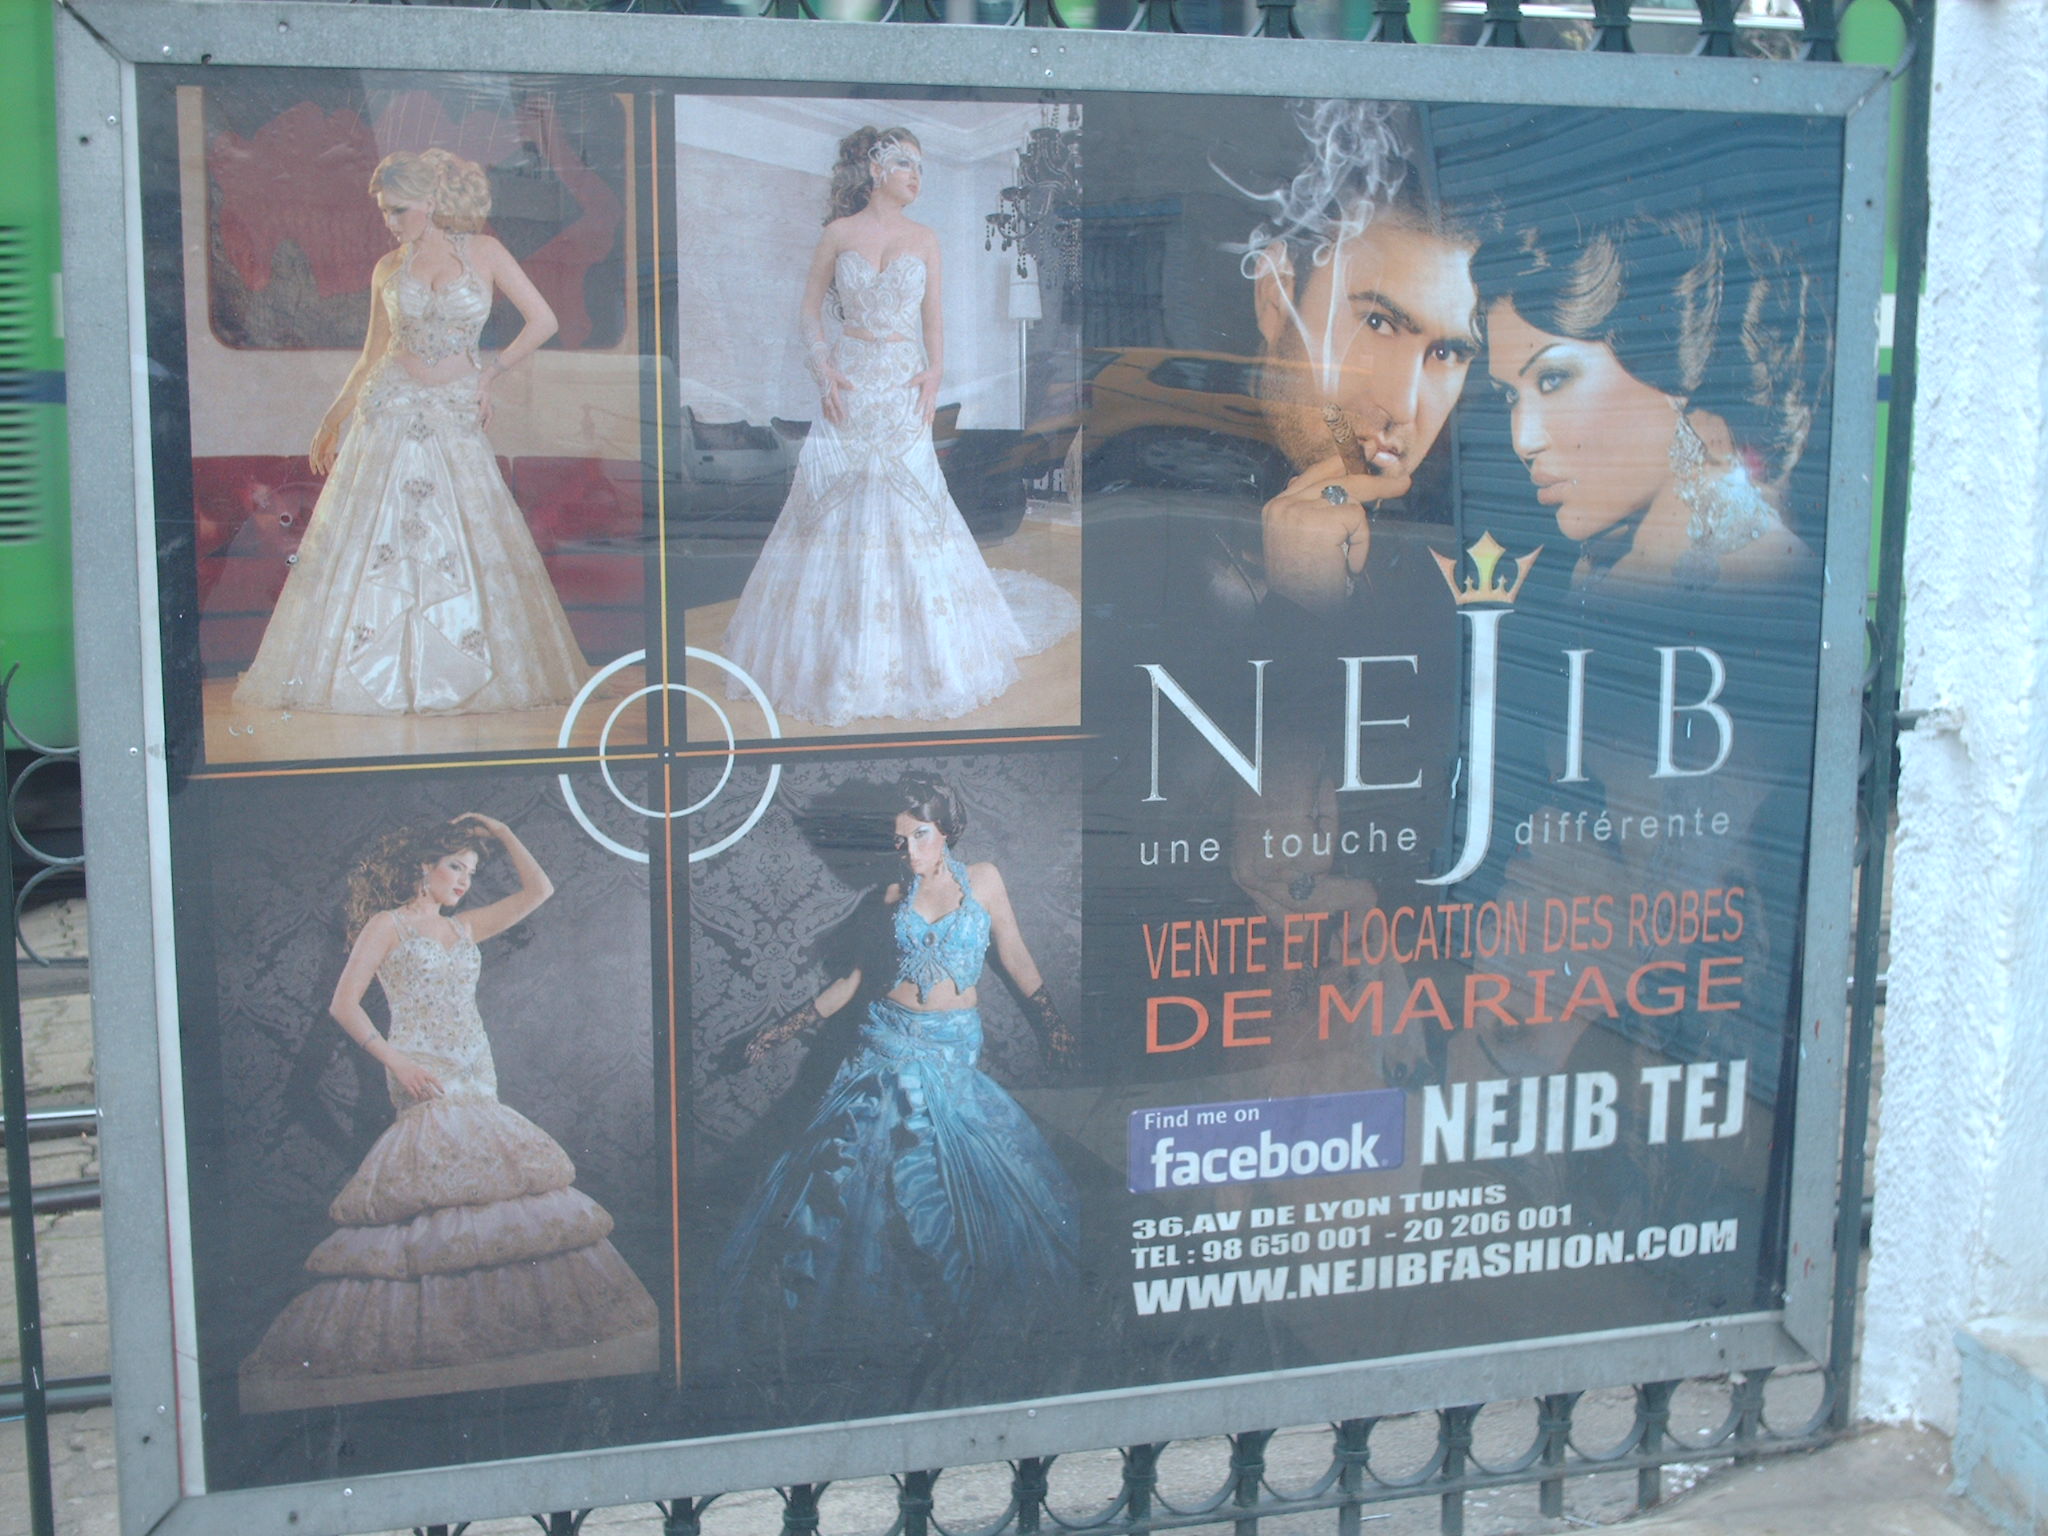 NEJIB
une touche différente
VENTE ET LOCATION DES ROBES
DE MARIAGE
Find me on
facebook
NEJIB TEJ
36,AV DE LYON TUNIS
TEL : 98 650 001 - 20 206 001
WWW.NEJIBFASHION.COM